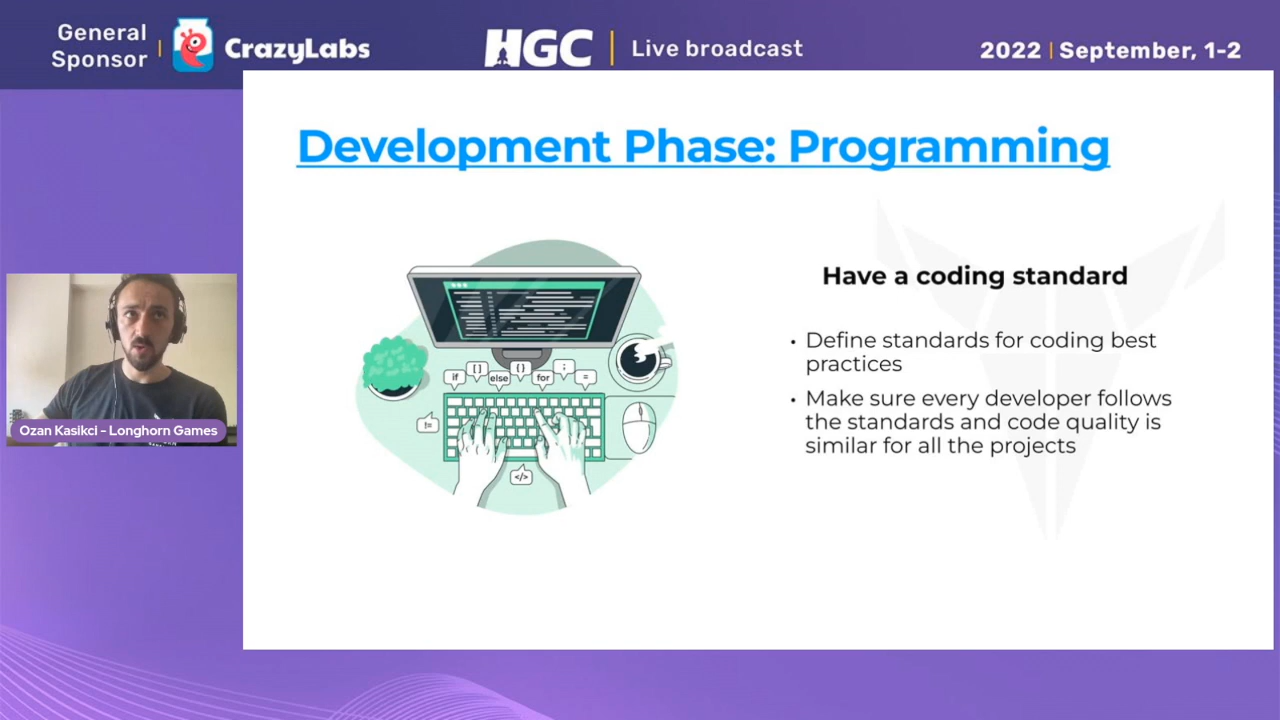 General
Sponsor
CrazyLabs
HGC
Live broadcast
2022 | September, 1-2
Development Phase: Programming
Have a coding standard
• Define standards for coding best
practices
• Make sure every developer follows
the standards and code quality is
similar for all the projects
if
[ ]
else
{ }
for
;
=
!=
</>
Ozan Kasikci - Longhorn Games